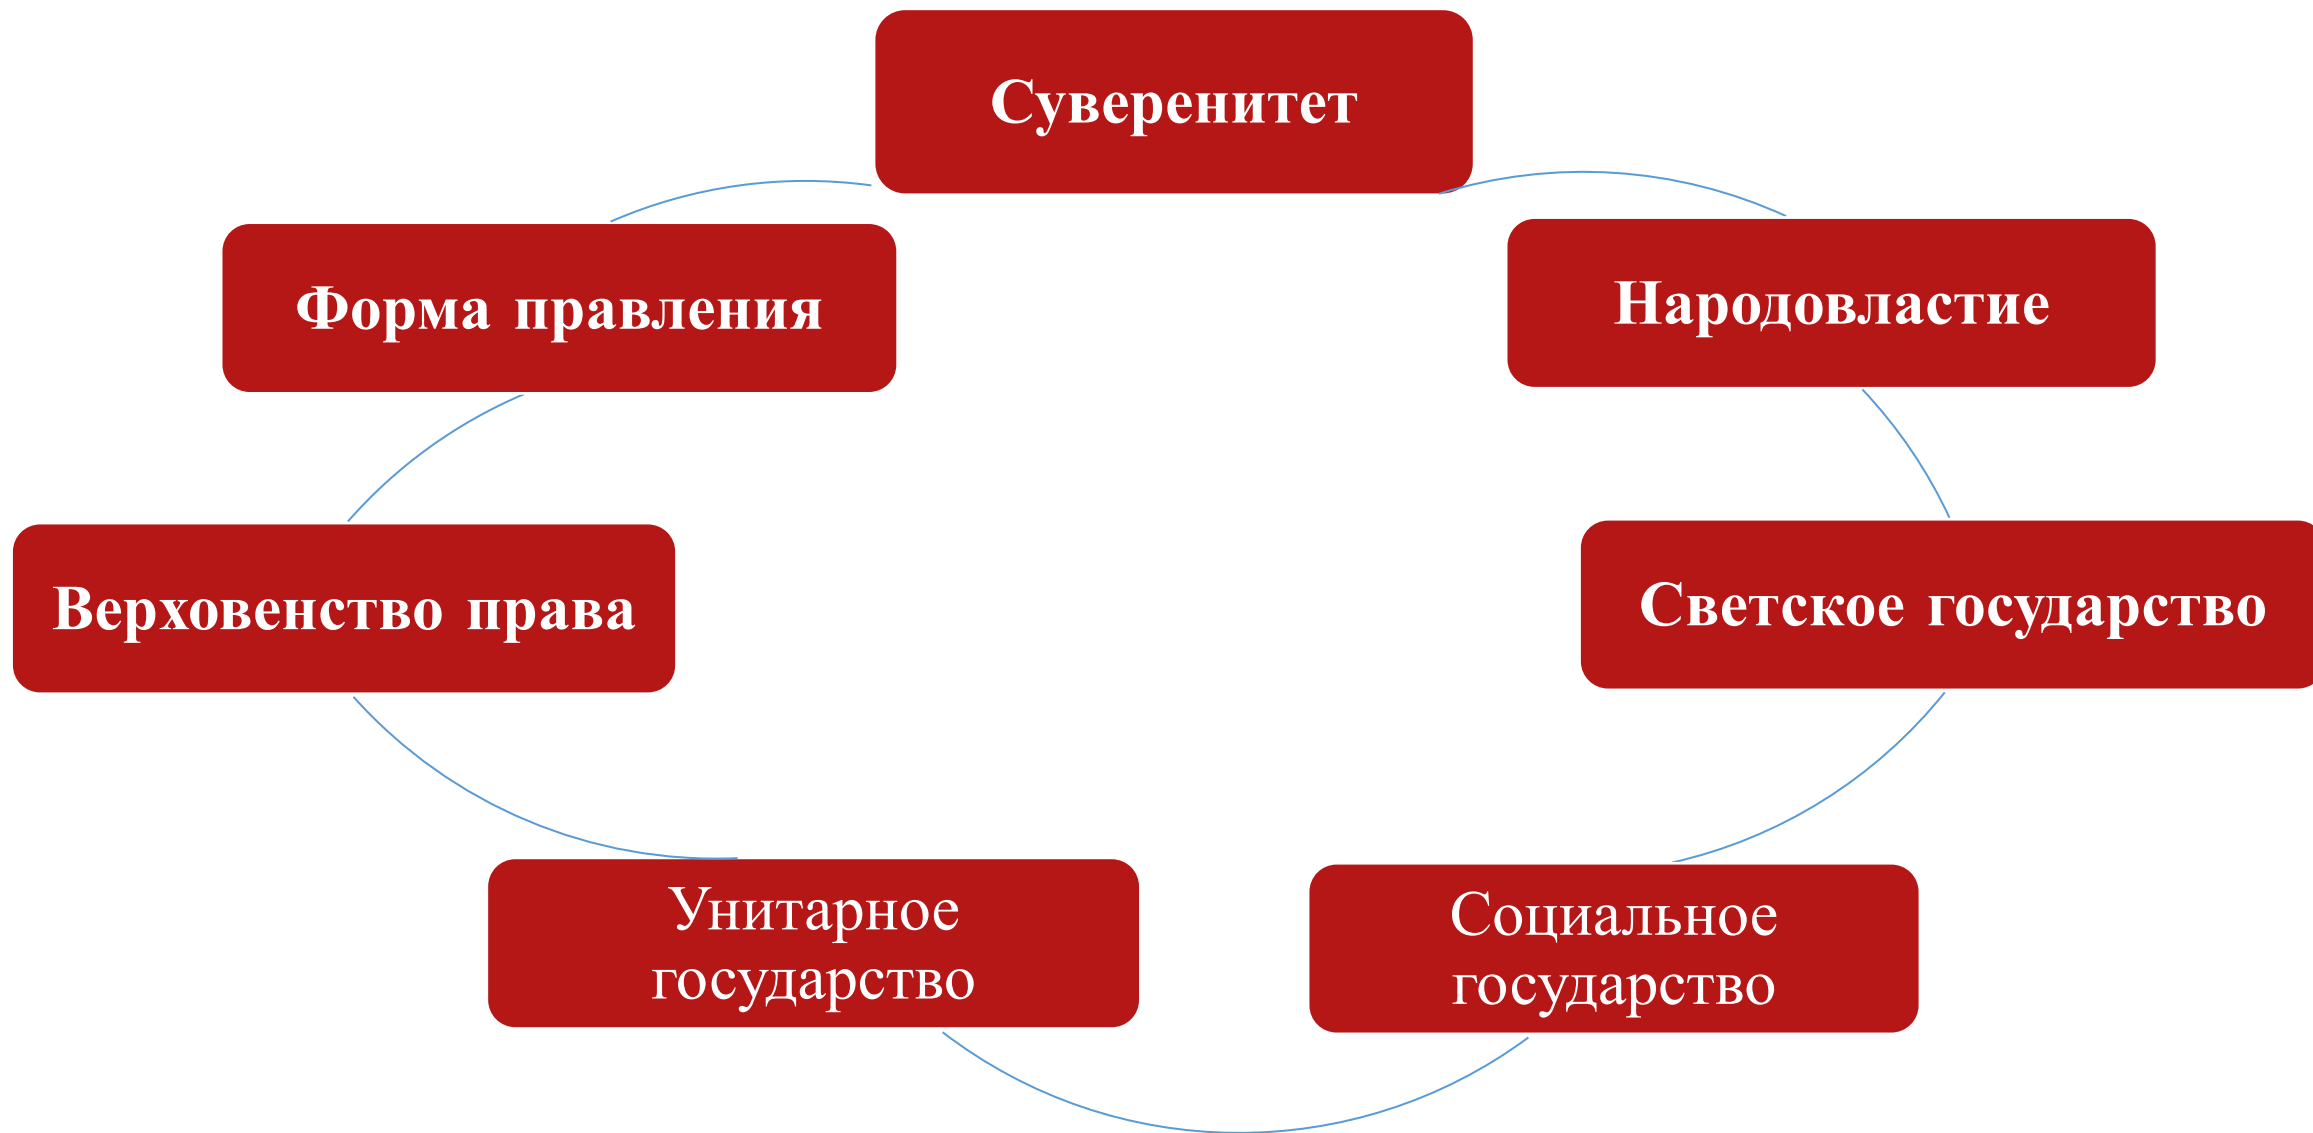 Суверенитет
Форма правления
Народовластие
Верховенство права
Светское государство
Унитарное
государство
Социальное
государство